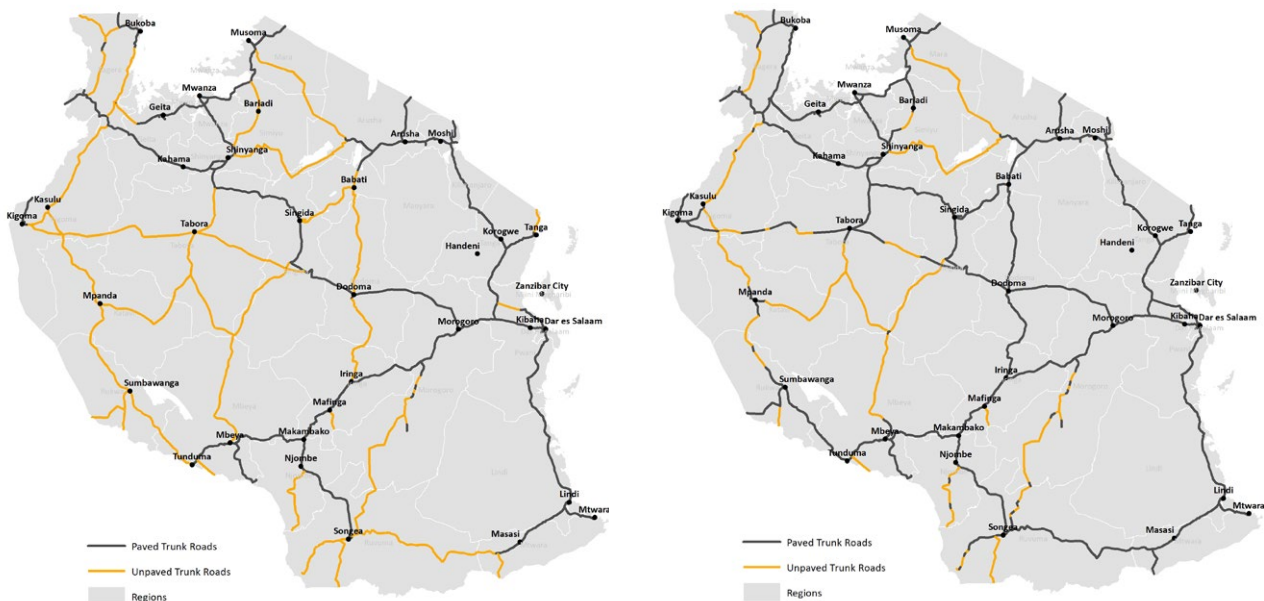 Bukoba
Musoma
Mwanza
Geita
Bariadi
Arusha
Moshi
Shinyanga
Kahama
Babati
Kasulu
Kigoma
Singida
Tabora
Korogwe
Tanga
Handeni
Dodoma
Zanzibar City
Mpanda
Kibaha
Dar es Salaam
Morogoro
Iringa
Sumbawanga
Mafinga
Mbeya
Makambako
Tunduma
Njombe
Lindi
Mtwara
Songea
Masasi
Paved Trunk Roads
Unpaved Trunk Roads
Regions
Bukoba
Musoma
Mwanza
Geita
Bariadi
Arusha
Moshi
Shinyanga
Kahama
Babati
Kasulu
Kigoma
Singida
Tabora
Korogwe
Tanga
Handeni
Dodoma
Zanzibar City
Mpanda
Kibaha
Dar es Salaam
Morogoro
Iringa
Sumbawanga
Mafinga
Mbeya
Makambako
Tunduma
Njombe
Lindi
Mtwara
Songea
Masasi
Paved Trunk Roads
Unpaved Trunk Roads
Regions